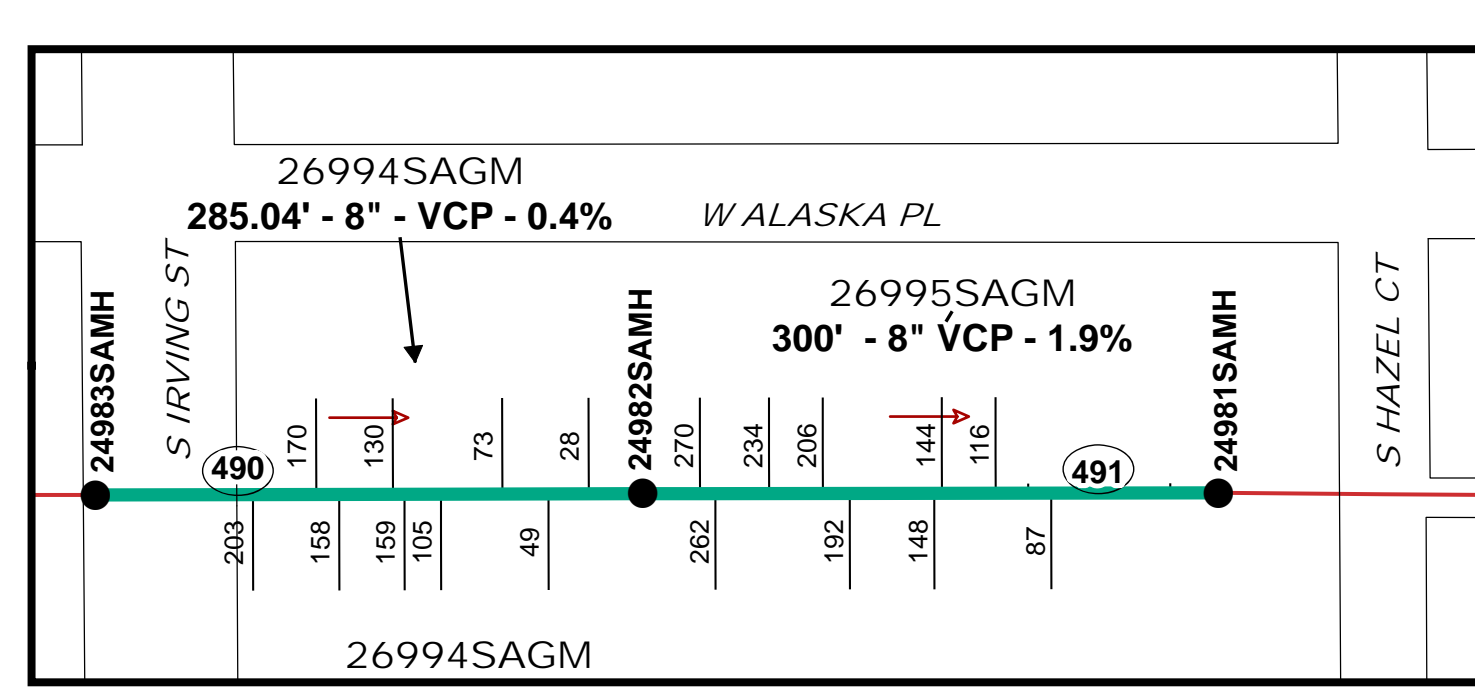 26994SAGM
285.04' - 8" - VCP - 0.4%
W ALASKA PL
S IRVING ST
26995SAGM
300' - 8" VCP - 1.9%
S HAZEL CT
24983SAMH
24982SAMH
24981SAMH
490
170
130
73
28
270
234
206
144
116
491
203
158
159
105
49
262
192
148
87
26994SAGM